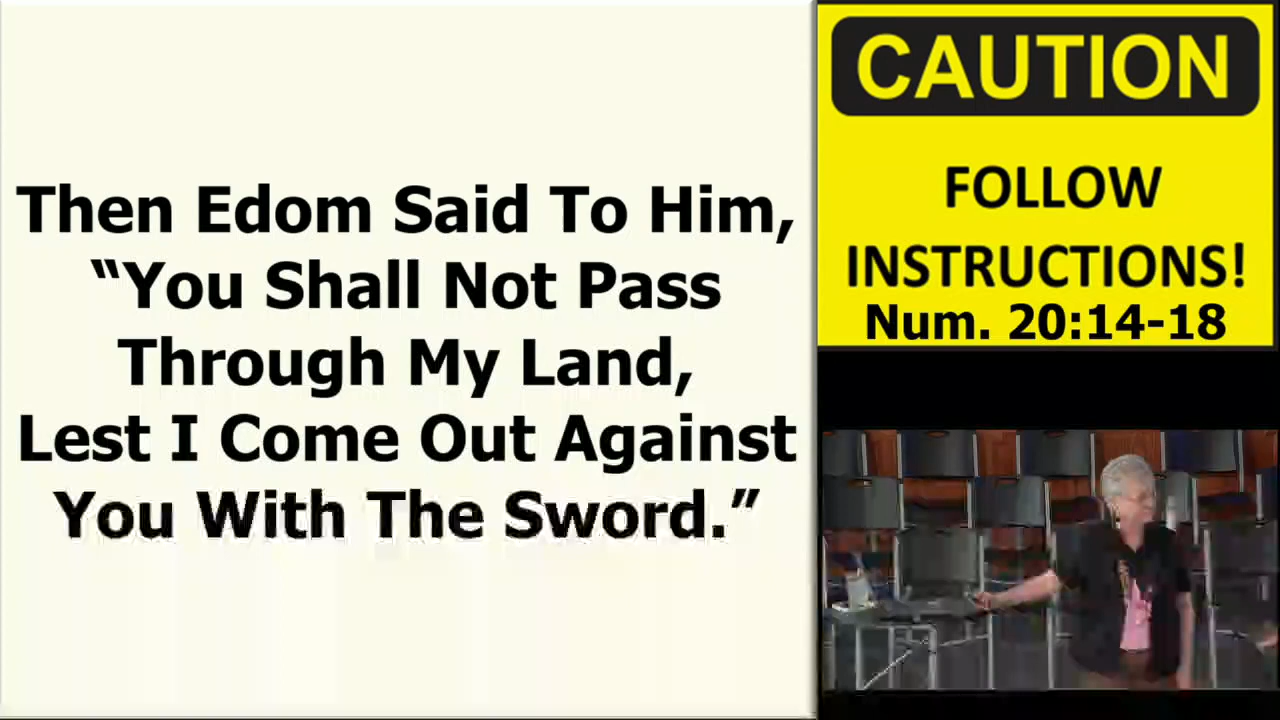 Then Edom Said To Him,
“You Shall Not Pass
Through My Land,
Lest I Come Out Against
You With The Sword.”
CAUTION
FOLLOW
INSTRUCTIONS!
Num. 20:14-18